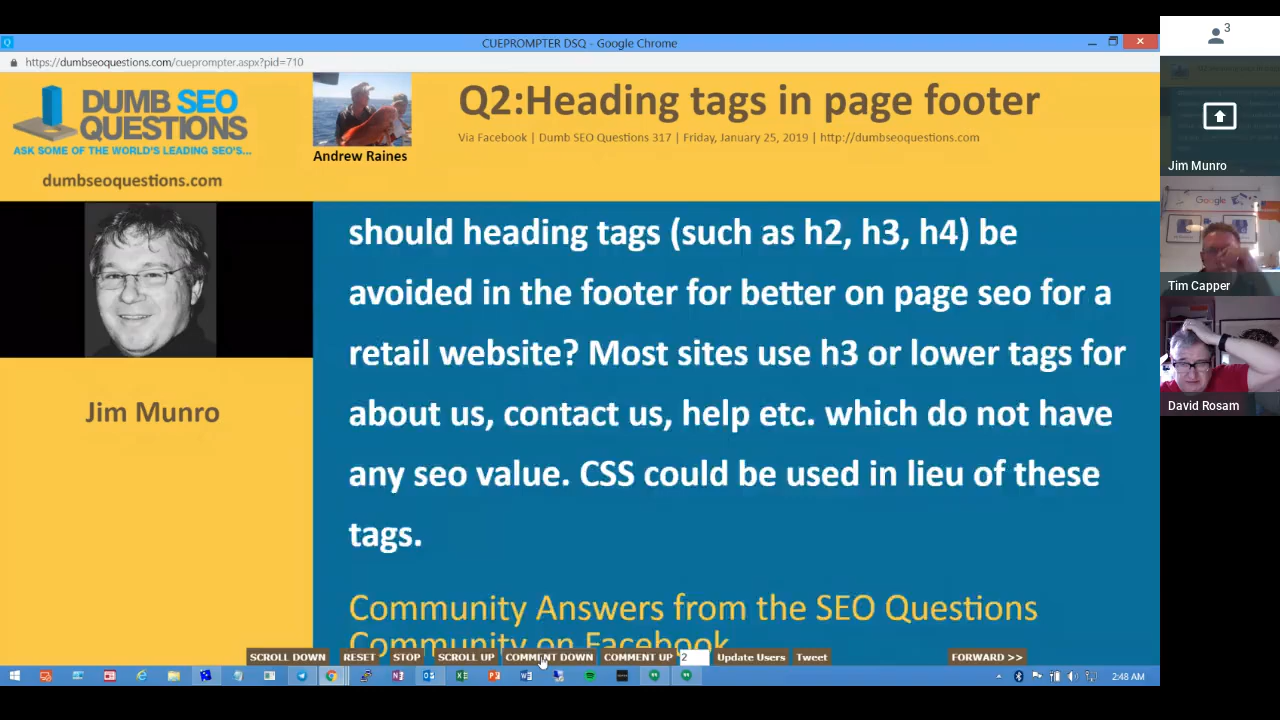 CUEPROMPTER DSQ - Google Chrome
https://dumbseoquestions.com/cueprompter.aspx?pid=710
DUMB SEO
QUESTIONS
ASK SOME OF THE WORLD'S LEADING SEO'S...
dumbseoquestions.com
Andrew Raines
Q2:Heading tags in page footer
Via Facebook | Dumb SEO Questions 317 | Friday, January 25, 2019 | http://dumbseoquestions.com
Jim Munro
should heading tags (such as h2, h3, h4) be
avoided in the footer for better on page seo for a
retail website? Most sites use h3 or lower tags for
about us, contact us, help etc. which do not have
any seo value. CSS could be used in lieu of these
tags.
Community Answers from the SEO Questions
Community on Facebook
SCROLL DOWN RESET STOP SCROLL UP COMMENT DOWN COMMENT UP 2 Update Users Tweet FORWARD >>
2:48 AM
3
Jim Munro
Google
Tim Capper
David Rosam